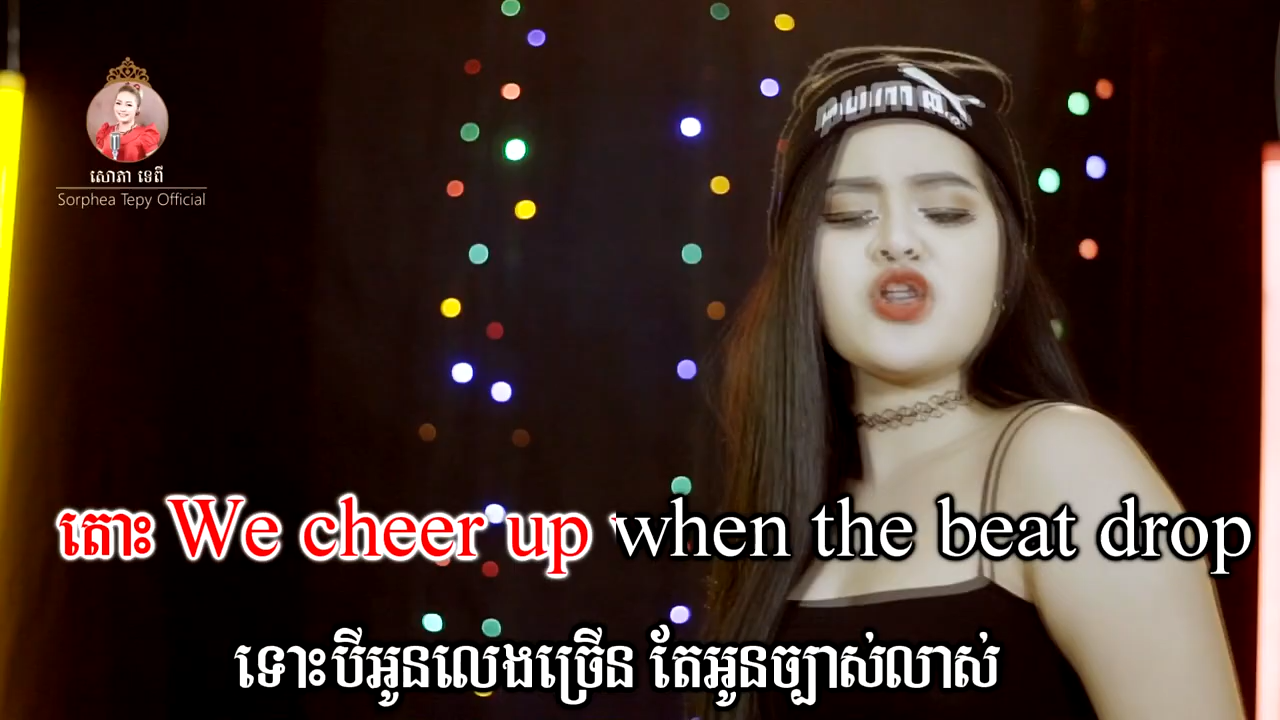 សោភា ទេពី
Sorphea Tepy Official
តោះ We cheer up when the beat drop
ទោះបីអូនលេងច្រើន តែអូនច្បាស់លាស់